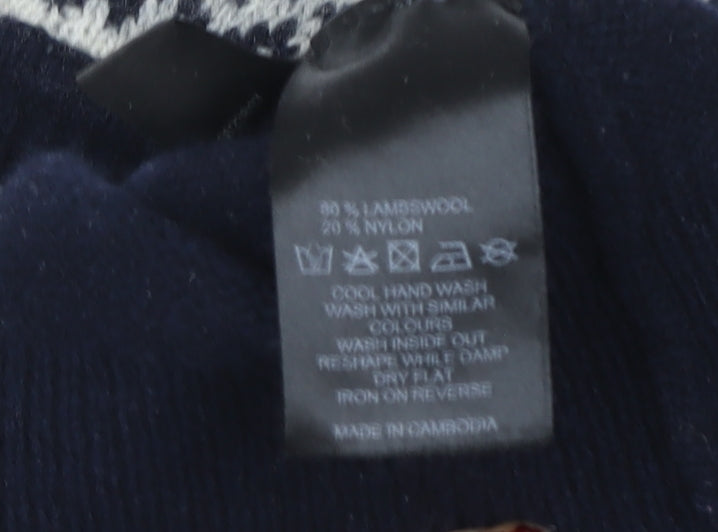 80 % LAMBSWOOL
20 % NYLON
COOL HAND WASH
WASH WITH SIMILAR
COLOURS
WASH INSIDE OUT
RESHAPE WHILE DAMP
DRY FLAT
IRON ON REVERSE
MADE IN CAMBODIA